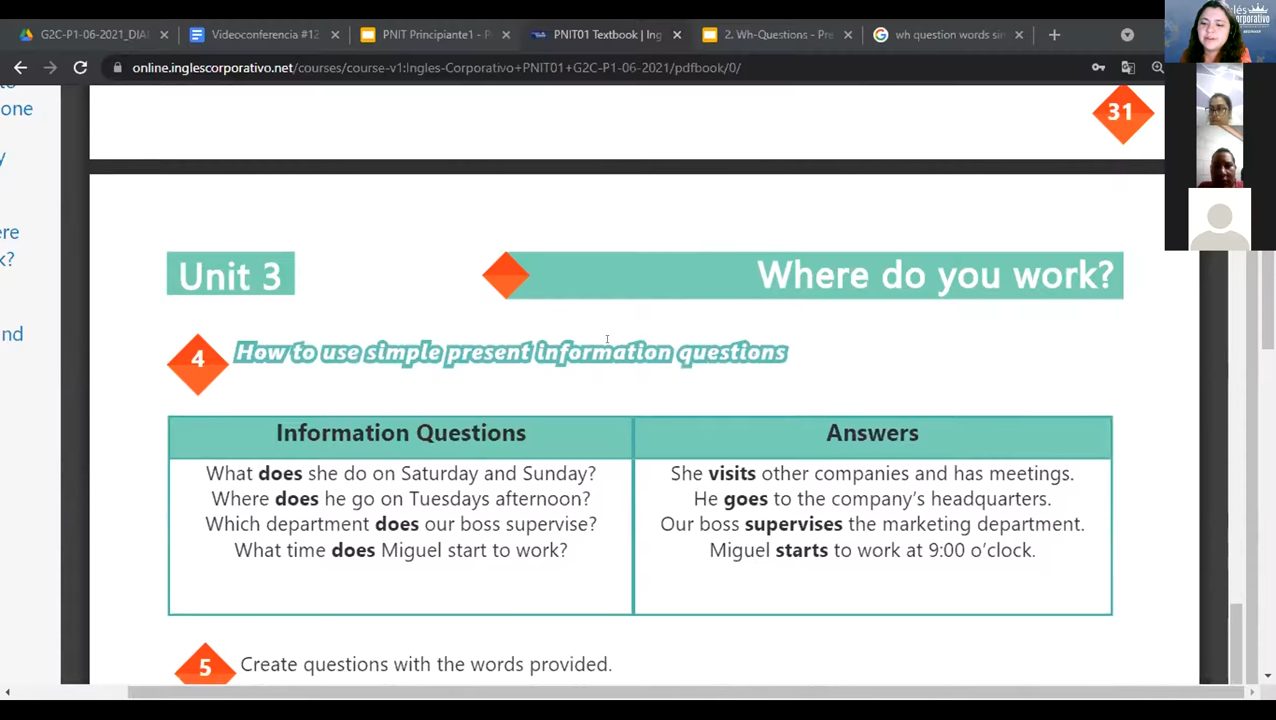 G2C-P1-06-2021_DIA
Videoconferencia #12
PNIT Principiante1 - P
PNIT01 Textbook | Ing
2. Wh-Questions - Pre
wh question words sim
online.inglescorporativo.net/courses/course-v1:Ingles-Corporativo+PNIT01+G2C-P1-06-2021/pdfbook/0/
one
y
ere
k?
nd
31
Unit 3
Where do you work?
4
How to use simple present information questions
Information Questions
Answers
What does she do on Saturday and Sunday?
She visits other companies and has meetings.
Where does he go on Tuesdays afternoon?
He goes to the company's headquarters.
Which department does our boss supervise?
Our boss supervises the marketing department.
What time does Miguel start to work?
Miguel starts to work at 9:00 o'clock.
5
Create questions with the words provided.